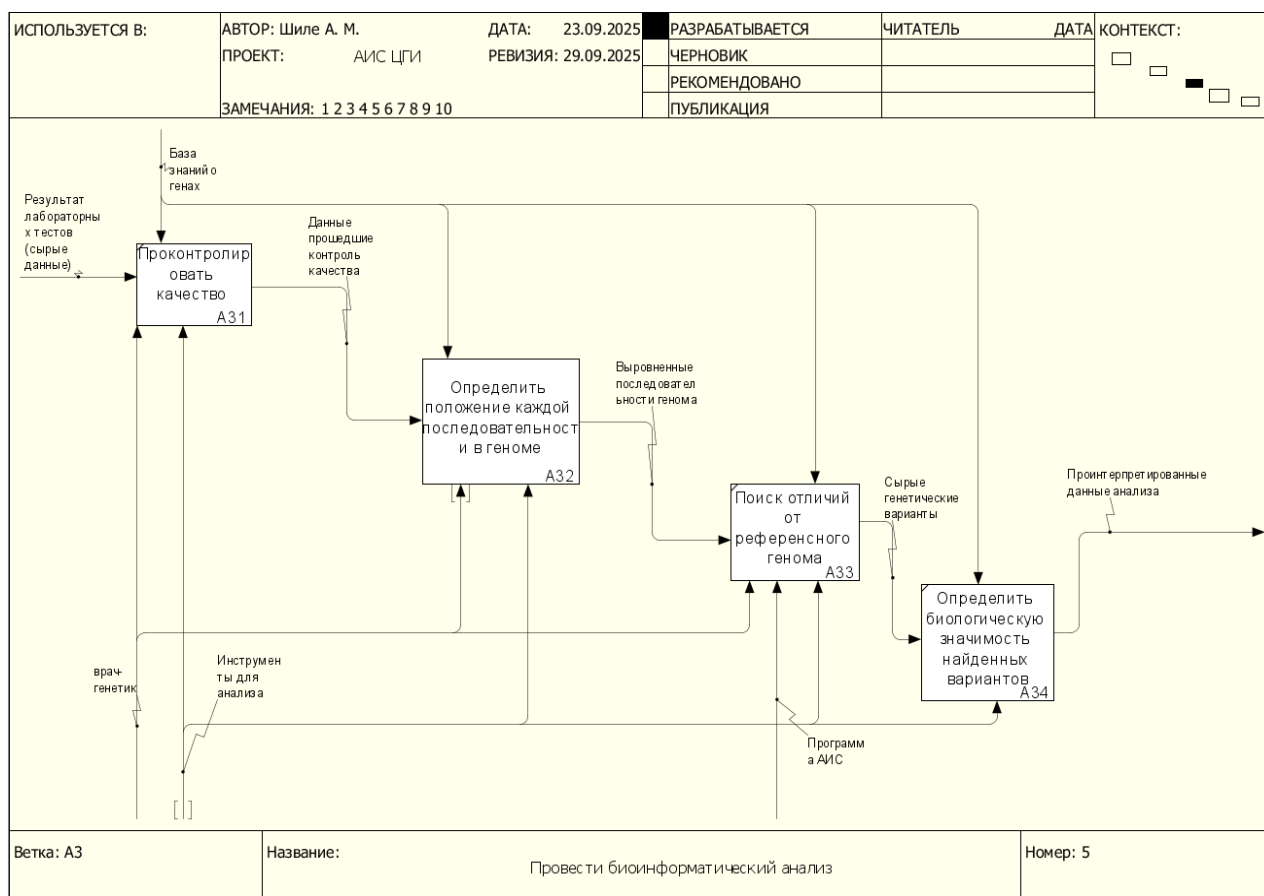 ИСПОЛЬЗУЕТСЯ В:
АВТОР: Шиле А. М.
ДАТА: 23.09.2025
ПРОЕКТ: АИС ЦГИ
РЕВИЗИЯ: 29.09.2025
ЗАМЕЧАНИЯ: 1 2 3 4 5 6 7 8 9 10
РАЗРАБАТЫВАЕТСЯ
ЧЕРНОВИК
РЕКОМЕНДОВАНО
ПУБЛИКАЦИЯ
ЧИТАТЕЛЬ
ДАТА
КОНТЕКСТ:
База
знаний о
генах
Результат
лабораторны
х тестов
(сырые
данные)
Проконтролир
овать
качество
A31
Данные
прошедшие
контроль
качества
Определить
положение каждой
последовательност
и в геноме
A32
Выровненные
последовател
ьности генома
Поиск отличий
от
референсного
генома
A33
Сырые
генетические
варианты
Проинтерпретированные
данные анализа
Определить
биологическую
значимость
найденных
вариантов
A34
врач-
генетик
Инструмен
ты для
анализа
Программ
а АИС
Ветка: A3
Название:
Провести биоинформатический анализ
Номер: 5